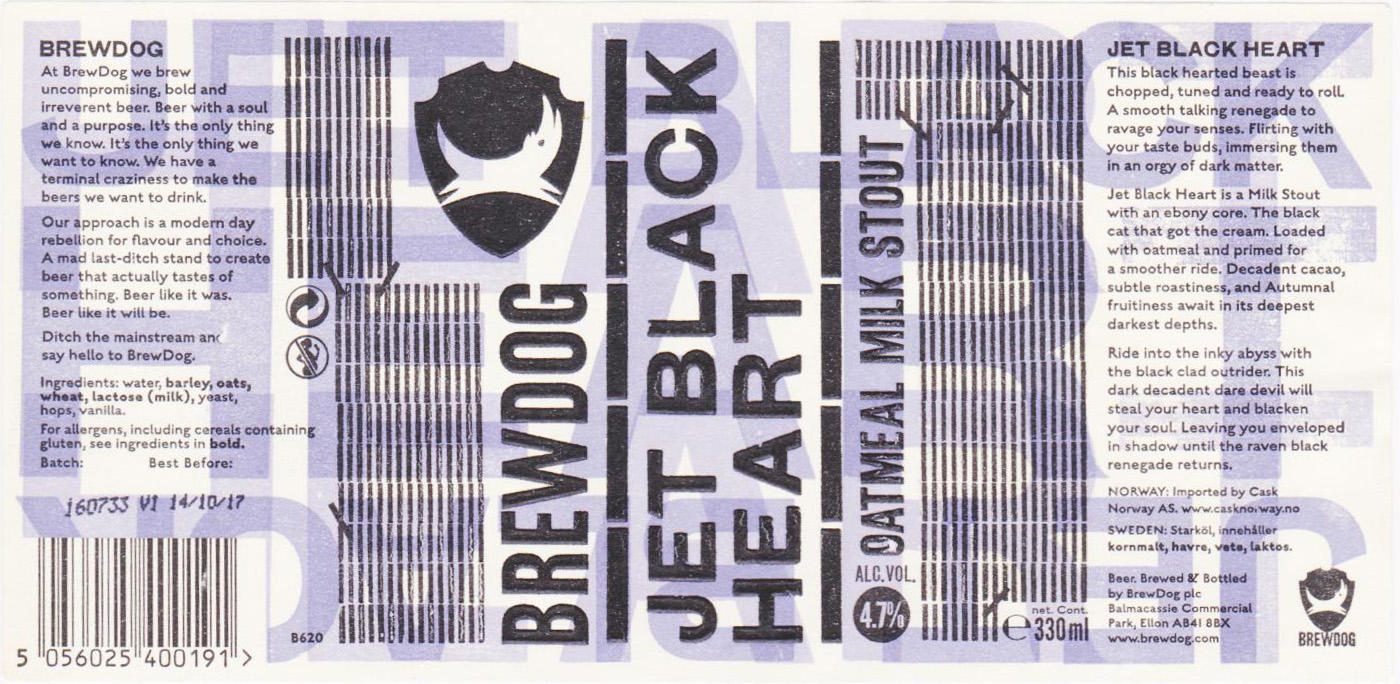 BREWDOG
At BrewDog we brew
uncompromising, bold and
irreverent beer. Beer with a soul
and a purpose. It's the only thing
we know. It's the only thing we
want to know. We have a
terminal craziness to make the
beers we want to drink.
Our approach is a modern day
rebellion for flavour and choice.
A mad last-ditch stand to create
beer that actually tastes of
something. Beer like it was.
Beer like it will be.
Ditch the mainstream and
say hello to BrewDog.
Ingredients: water, barley, oats,
wheat, lactose (milk), yeast,
hops, vanilla.
For allergens, including cereals containing
gluten, see ingredients in bold.
Batch: Best Before:
160733 V1 14/10/17
5 056025 400191 >
B620
BREWDOG
JET BLACK
HEART
OATMEAL MILK STOUT
ALC.VOL.
4.7%
net. Cont.
e 330ml
JET BLACK HEART
This black hearted beast is
chopped, tuned and ready to roll.
A smooth talking renegade to
ravage your senses. Flirting with
your taste buds, immersing them
in an orgy of dark matter.
Jet Black Heart is a Milk Stout
with an ebony core. The black
cat that got the cream. Loaded
with oatmeal and primed for
a smoother ride. Decadent cacao,
subtle roastiness, and Autumnal
fruitiness await in its deepest
darkest depths.
Ride into the inky abyss with
the black clad outrider. This
dark decadent dare devil will
steal your heart and blacken
your soul. Leaving you enveloped
in shadow until the raven black
renegade returns.
NORWAY: Imported by Cask
Norway AS. www.casknorway.no
SWEDEN: Starköl, innehåller
kornmalt, havre, vete, laktos.
Beer. Brewed & Bottled
by BrewDog plc
Balmacassie Commercial
Park, Ellon AB41 8BX
www.brewdog.com
BREWDOG